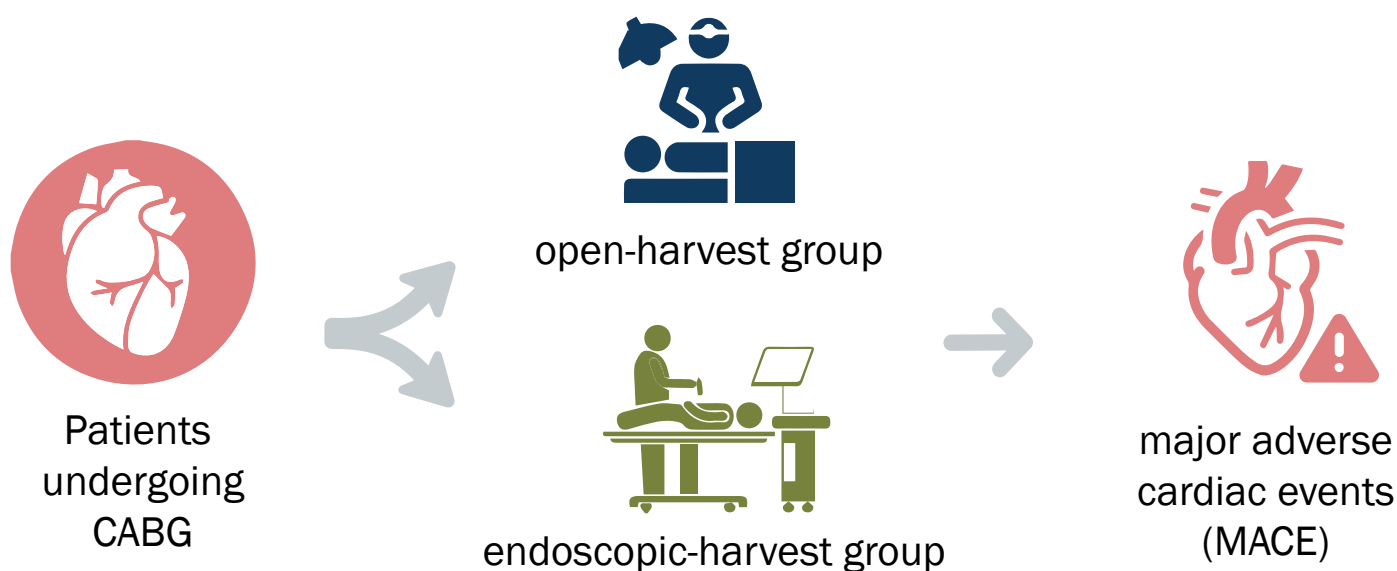 Patients
undergoing
CABG
open-harvest group
endoscopic-harvest group
major adverse
cardiac events
(MACE)